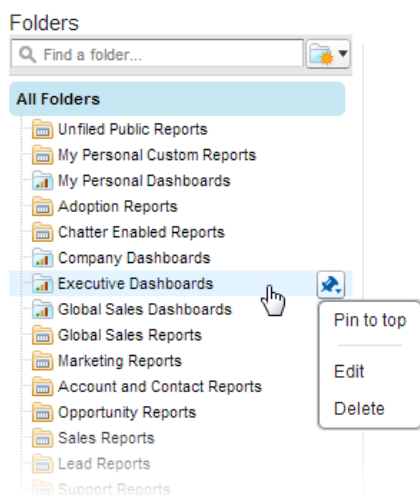 Folders
Find a folder...
All Folders
Unfiled Public Reports
My Personal Custom Reports
My Personal Dashboards
Adoption Reports
Chatter Enabled Reports
Company Dashboards
Executive Dashboards
Global Sales Dashboards
Global Sales Reports
Marketing Reports
Account and Contact Reports
Opportunity Reports
Sales Reports
Lead Reports
Support Reports
Pin to top
Edit
Delete